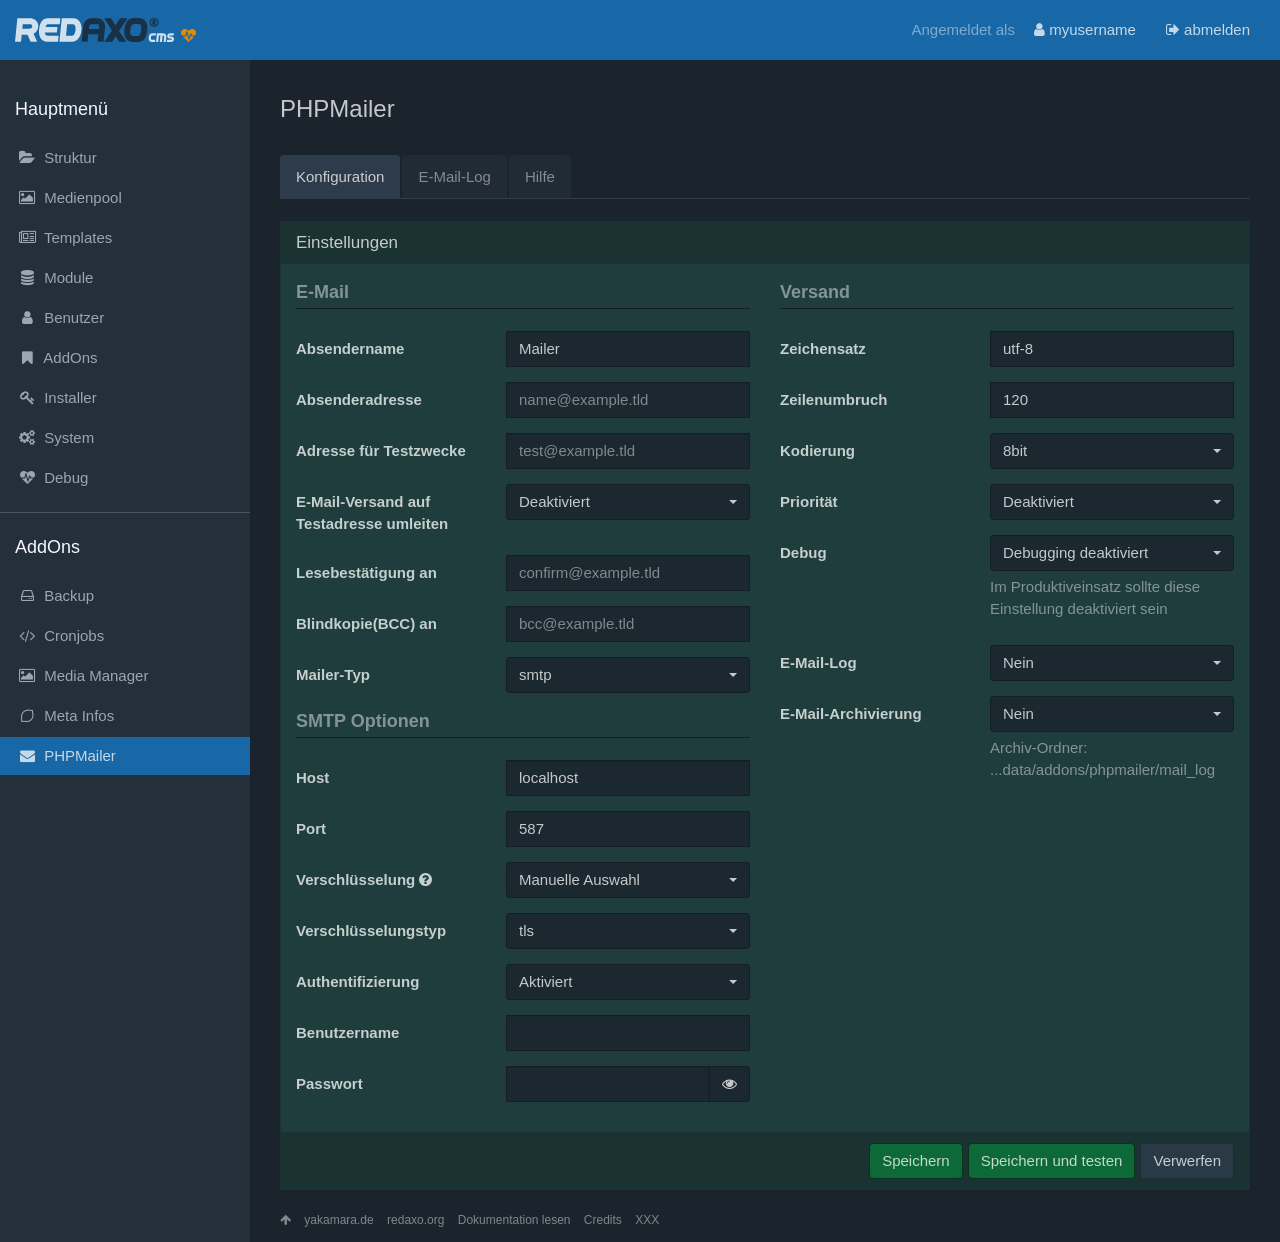 REDAXO® cms
Angemeldet als myusername abmelden
Hauptmenü
Struktur
Medienpool
Templates
Module
Benutzer
AddOns
Installer
System
Debug
AddOns
Backup
Cronjobs
Media Manager
Meta Infos
PHPMailer
PHPMailer
Konfiguration E-Mail-Log Hilfe
Einstellungen
E-Mail
Absendername Mailer
Absenderadresse name@example.tld
Adresse für Testzwecke test@example.tld
E-Mail-Versand auf Deaktiviert
Testadresse umleiten
Lesebestätigung an confirm@example.tld
Blindkopie(BCC) an bcc@example.tld
Mailer-Typ smtp
SMTP Optionen
Host localhost
Port 587
Verschlüsselung Manuelle Auswahl
Verschlüsselungstyp tls
Authentifizierung Aktiviert
Benutzername
Passwort
Versand
Zeichensatz utf-8
Zeilenumbruch 120
Kodierung 8bit
Priorität Deaktiviert
Debug Debugging deaktiviert
Im Produktiveinsatz sollte diese
Einstellung deaktiviert sein
E-Mail-Log Nein
E-Mail-Archivierung Nein
Archiv-Ordner:
...data/addons/phpmailer/mail_log
Speichern Speichern und testen Verwerfen
yakamara.de redaxo.org Dokumentation lesen Credits XXX